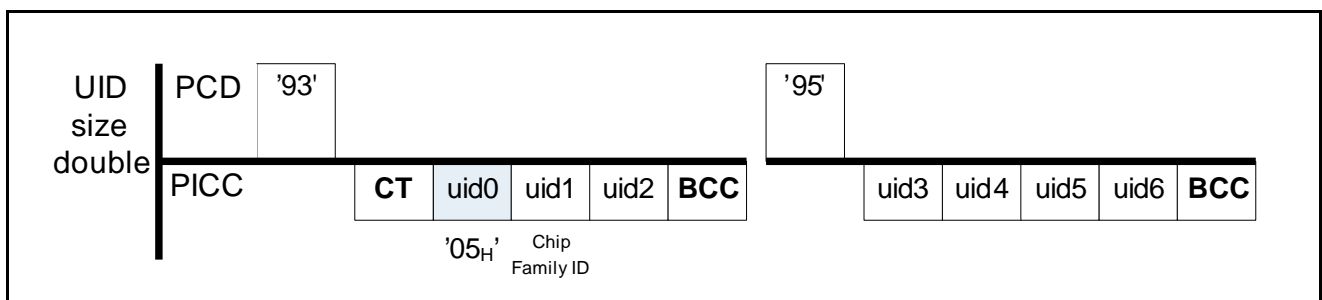 UID
size
double
PCD '93' '95'
PICC
CT uid0 uid1 uid2 BCC uid3 uid4 uid5 uid6 BCC
'05H' Chip
Family ID